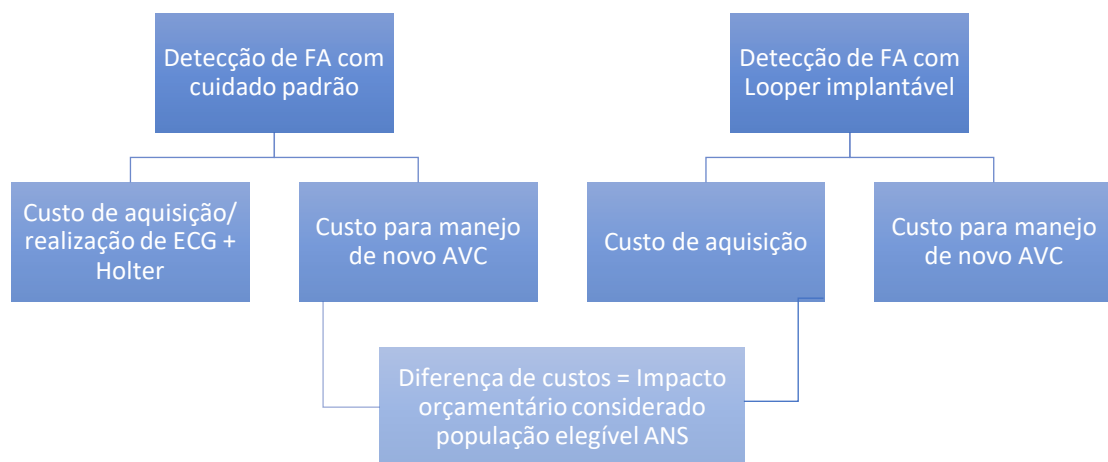 Detecção de FA com
cuidado padrão
Detecção de FA com
Looper implantável
Custo de aquisição/
realização de ECG +
Holter
Custo para manejo
de novo AVC
Custo de aquisição
Custo para manejo
de novo AVC
Diferença de custos = Impacto
orçamentário considerado
população elegível ANS